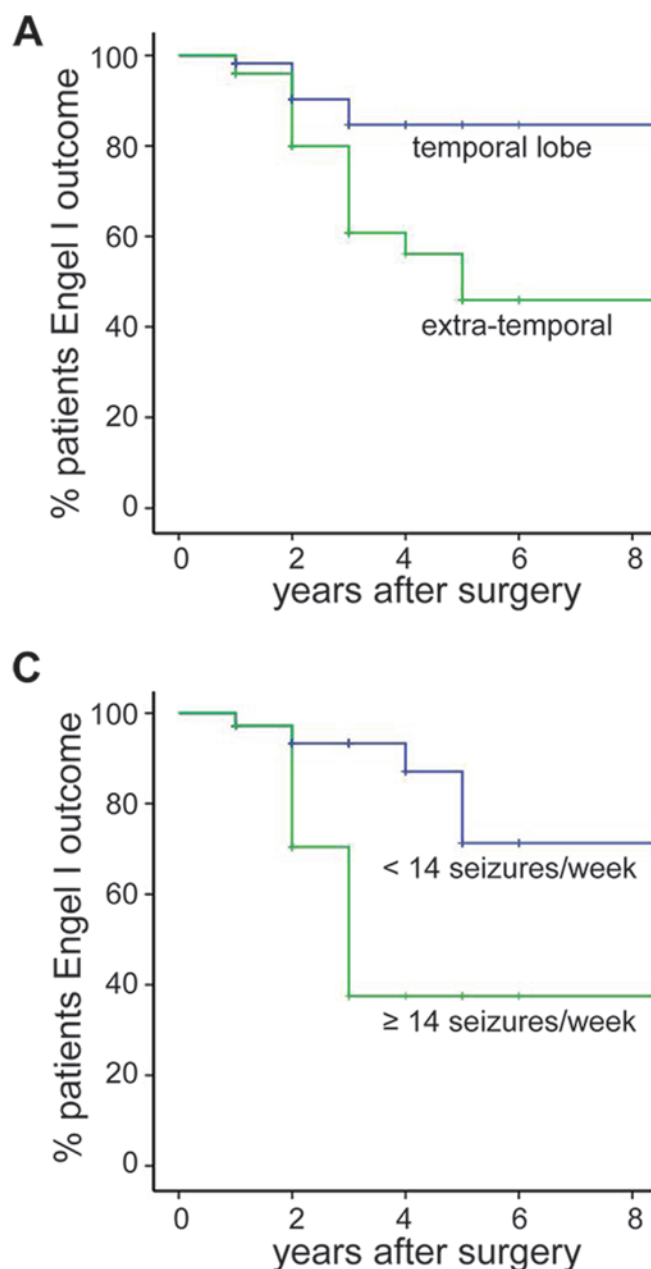 A
% patients Engel I outcome
100
80
60
40
20
0
temporal lobe
extra-temporal
0 2 4 6 8
years after surgery
C
% patients Engel I outcome
100
80
60
40
20
0
< 14 seizures/week
≥ 14 seizures/week
0 2 4 6 8
years after surgery